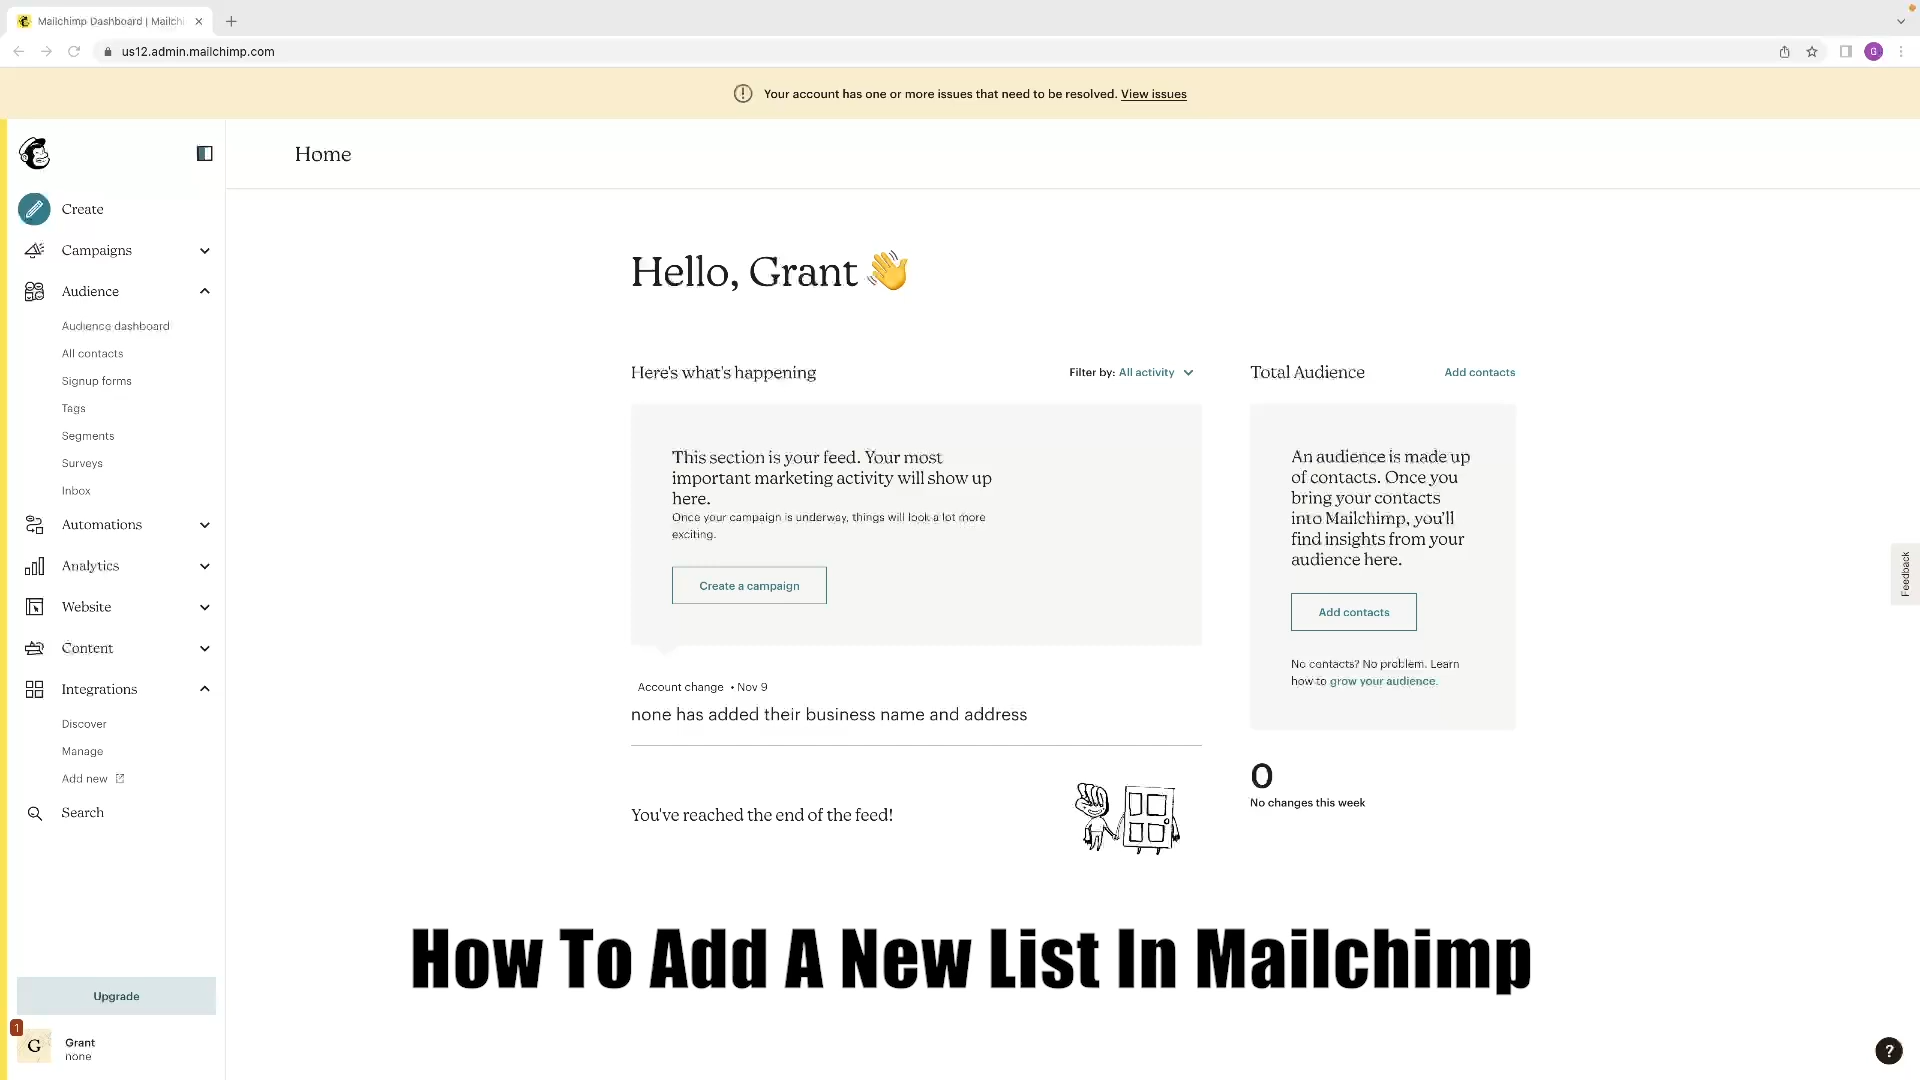 Mailchimp Dashboard | Mailchi
us12.admin.mailchimp.com
G
Your account has one or more issues that need to be resolved. View issues
Home
Create
Campaigns
Audience
Audience dashboard
All contacts
Signup forms
Tags
Segments
Surveys
Inbox
Automations
Analytics
Website
Content
Integrations
Discover
Manage
Add new
Search
Upgrade
1
G
Grant
none
Hello, Grant
Here's what's happening
Filter by: All activity
This section is your feed. Your most
important marketing activity will show up
here.
Once your campaign is underway, things will look a lot more
exciting.
Create a campaign
Account change • Nov 9
none has added their business name and address
You've reached the end of the feed!
Total Audience
Add contacts
An audience is made up
of contacts. Once you
bring your contacts
into Mailchimp, you'll
find insights from your
audience here.
Add contacts
No contacts? No problem. Learn
how to grow your audience.
0
No changes this week
Feedback
How To Add A New List In Mailchimp
?